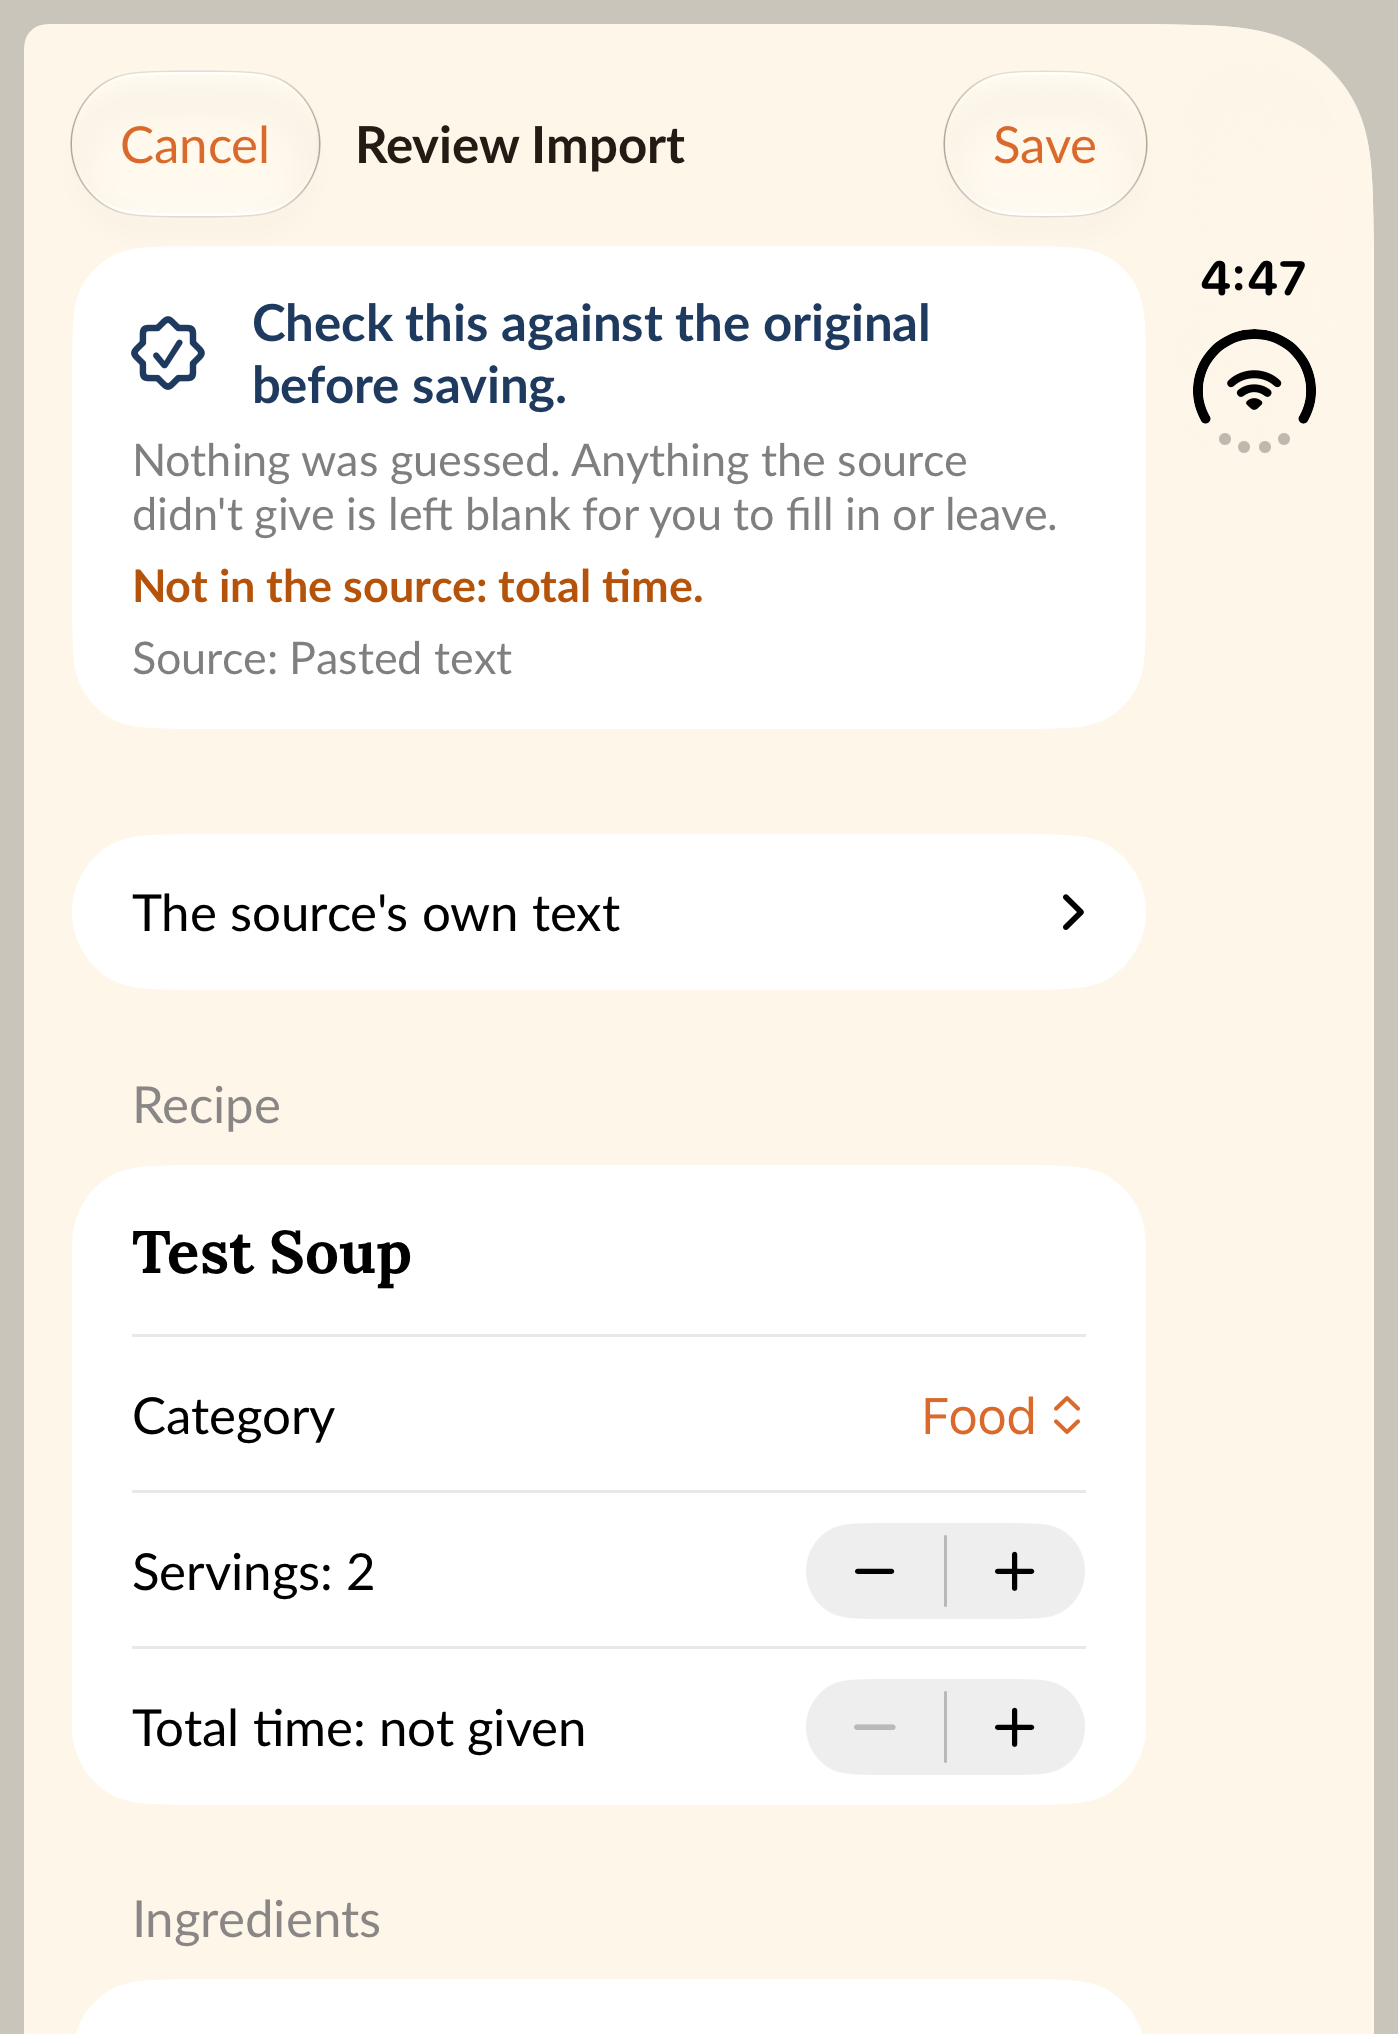 Cancel
Review Import
Save
4:47
Check this against the original
before saving.
Nothing was guessed. Anything the source
didn't give is left blank for you to fill in or leave.
Not in the source: total time.
Source: Pasted text
The source's own text
Recipe
Test Soup
Category
Food
Servings: 2
Total time: not given
Ingredients